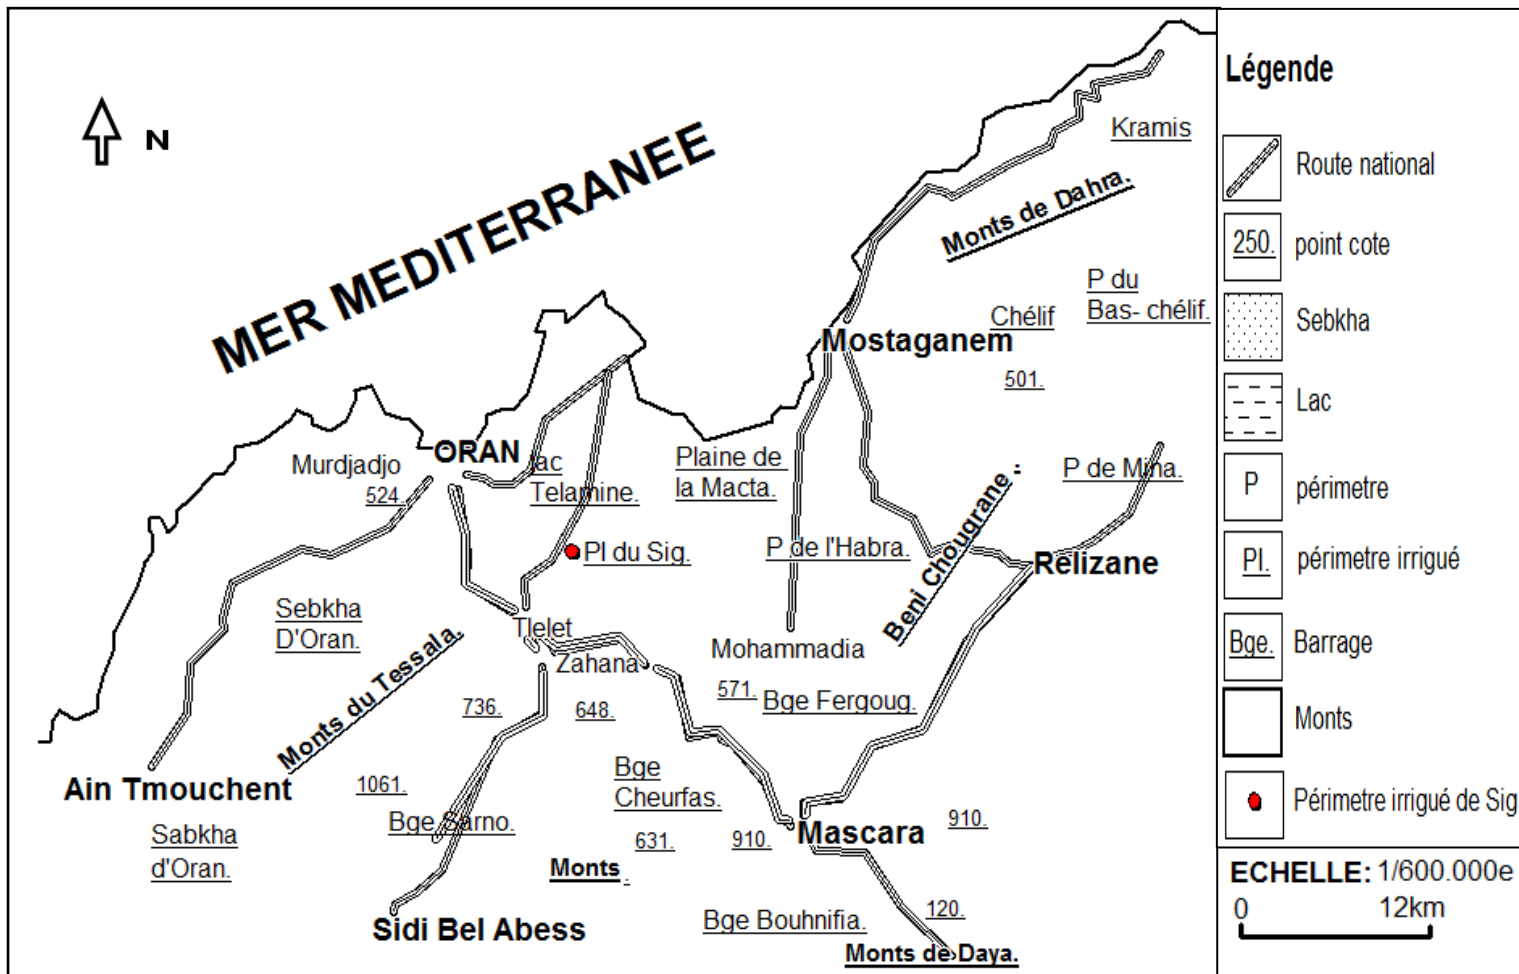 N
MER MEDITERRANEE
Kramis
Monts de Dahra.
P du
Bas- chélif.
Chélif
Mostaganem
501.
ORAN
Murdjadjo
524.
lac
Telamine.
Plaine de
la Macta.
P de Mina.
Pl du Sig.
P de l'Habra.
Beni Chougrane.
Relizane
Sebkha
D'Oran.
Tlelet
Zahana
Mohammadia
Monts du Tessala.
736.
648.
571.
Bge Fergoug.
Ain Tmouchent
1061.
Bge Sarno.
Bge
Cheurfas.
Mascara
910.
910.
631.
Sabkha
d'Oran.
Monts.
Sidi Bel Abess
Bge Bouhnifia.
120.
Monts de Daya.
Légende
Route national
250.
point cote
Sebkha
Lac
P
périmetre
Pl.
périmetre irrigué
Bge.
Barrage
Monts
Périmetre irrigué de Sig
ECHELLE: 1/600.000e
0
12km